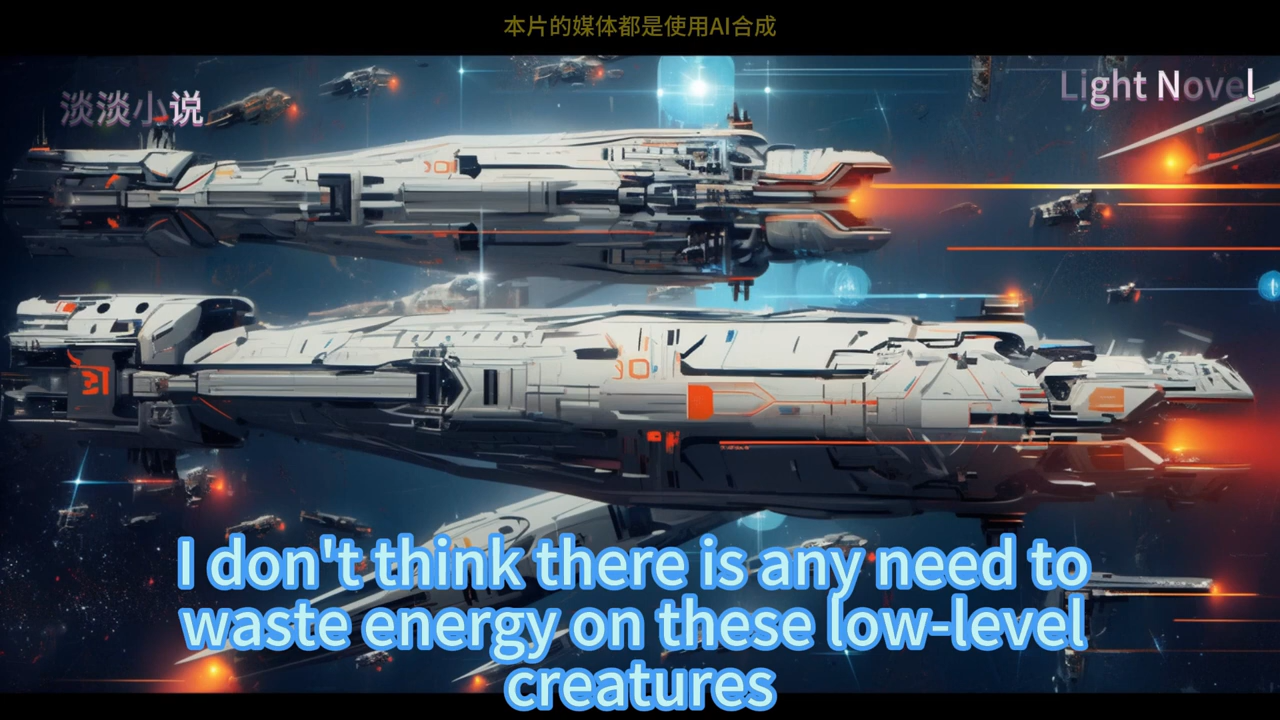 本片的媒体都是使用AI合成
淡淡小说
Light Novel
I don't think there is any need to
waste energy on these low-level
creatures